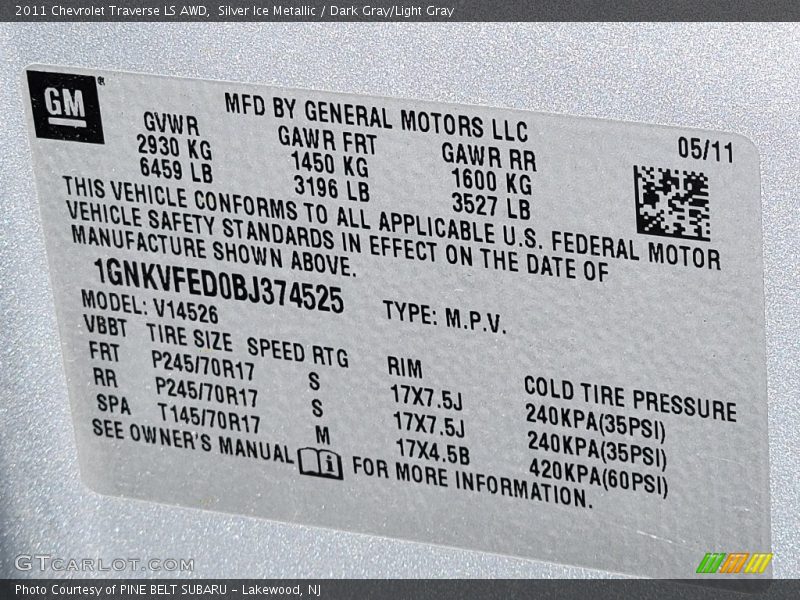 2011 Chevrolet Traverse LS AWD,  Silver Ice Metallic / Dark Gray/Light Gray
GM®
MFD BY GENERAL MOTORS LLC
05/11
GVWR GAWR FRT GAWR RR
2930 KG 1450 KG 1600 KG
6459 LB 3196 LB 3527 LB
THIS VEHICLE CONFORMS TO ALL APPLICABLE U.S. FEDERAL MOTOR
VEHICLE SAFETY STANDARDS IN EFFECT ON THE DATE OF
MANUFACTURE SHOWN ABOVE.
1GNKVFED0BJ374525 TYPE: M.P.V.
MODEL: V14526
VBBT TIRE SIZE SPEED RTG RIM COLD TIRE PRESSURE
FRT P245/70R17 S 17X7.5J 240KPA(35PSI)
RR P245/70R17 S 17X7.5J 240KPA(35PSI)
SPA T145/70R17 M 17X4.5B 420KPA(60PSI)
SEE OWNER'S MANUAL FOR MORE INFORMATION.
GTCARLOT.COM
Photo Courtesy of PINE BELT SUBARU - Lakewood, NJ